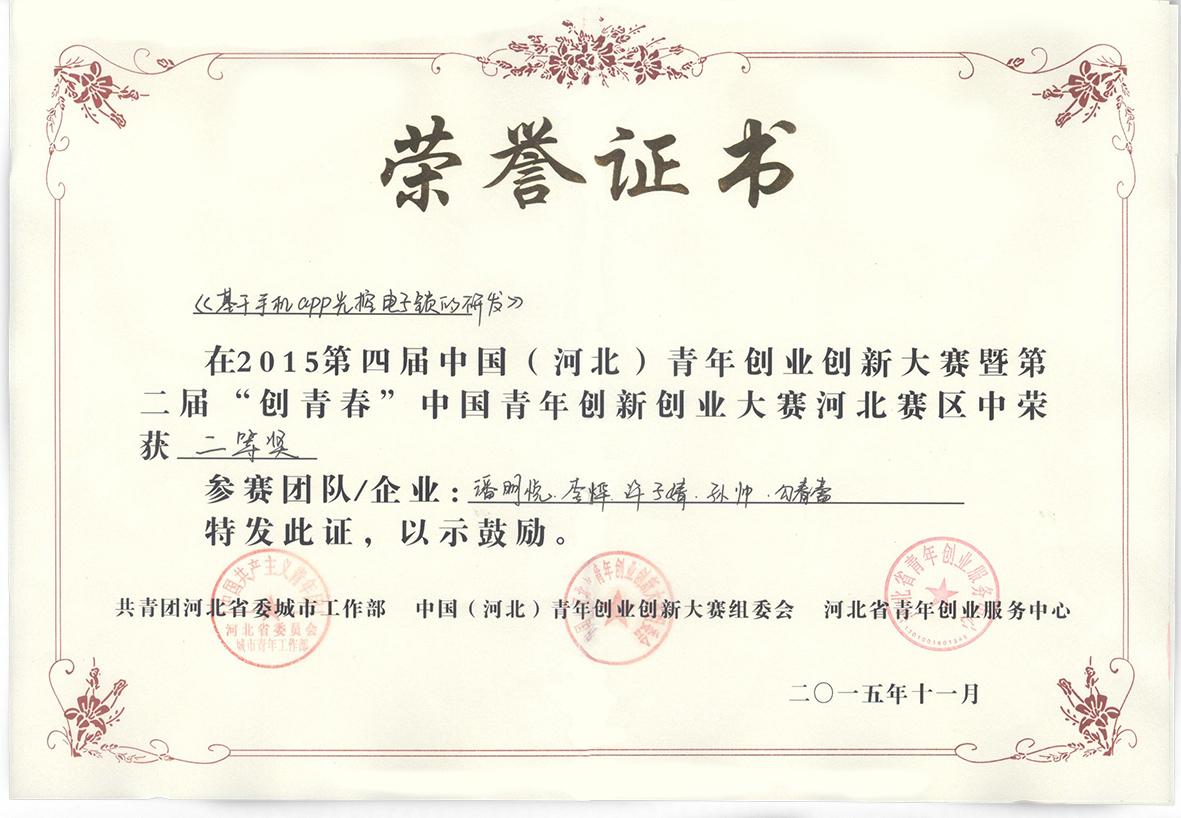 荣誉证书
《基于手机app光控电子锁的研发》
在2015第四届中国（河北）青年创业创新大赛暨第
二届“创青春”中国青年创新创业大赛河北赛区中荣
获 二等奖
参赛团队/企业：潘明悦、李烨、许子婧、孙帅、勾春雷
特发此证，以示鼓励。
共青团河北省委城市工作部 中国（河北）青年创业创新大赛组委会 河北省青年创业服务中心
中国共产主义青年团
河北省委员会
城市青年工作部
中国（河北）青年创业创新大赛组委会
河北省青年创业服务中心
二〇一五年十一月